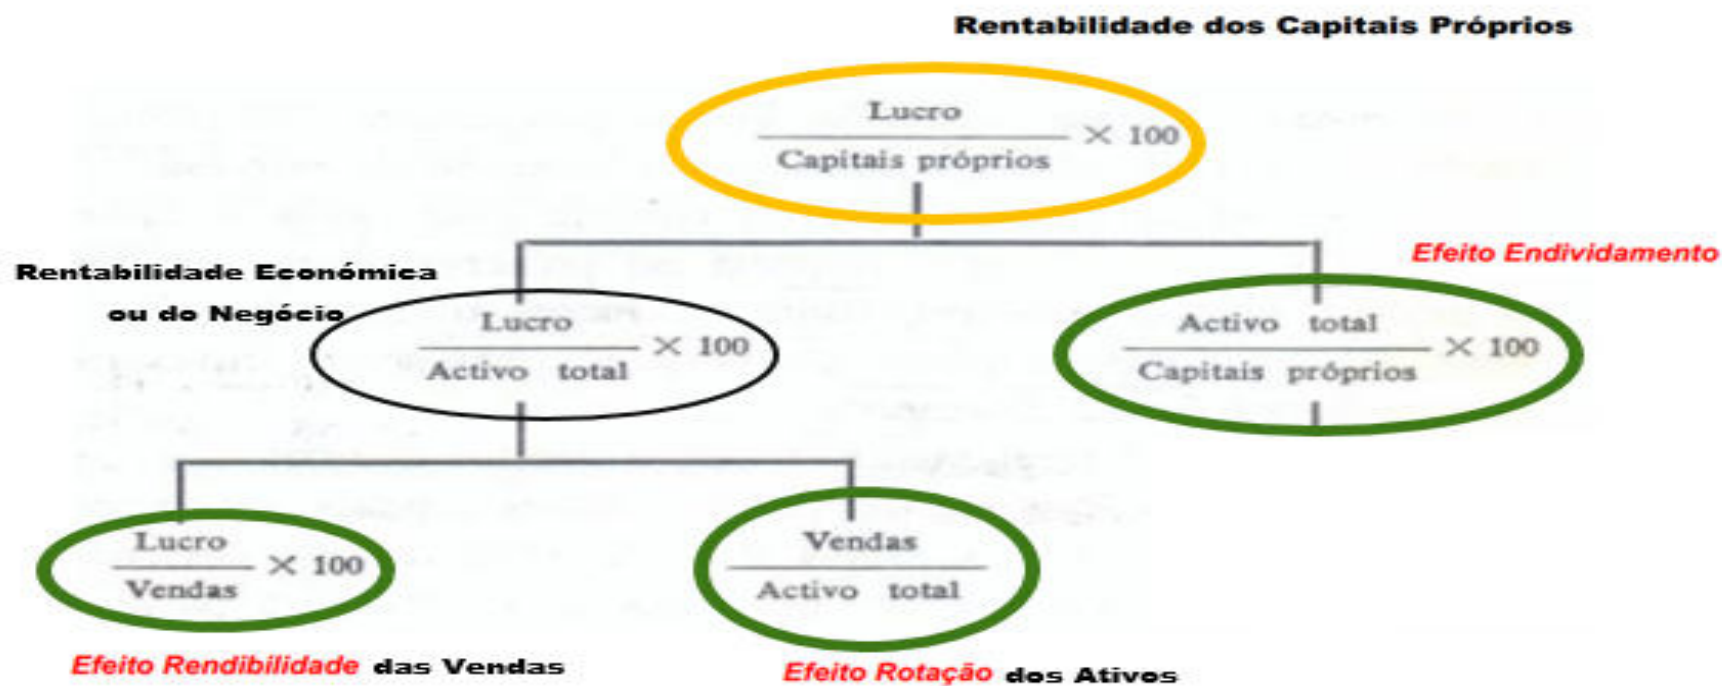 Rentabilidade dos Capitais Próprios
Lucro
Capitais próprios
× 100
Efeito Endividamento
Rentabilidade Económica
ou do Negócio
Lucro
Activo total
× 100
Activo total
Capitais próprios
× 100
Lucro
Vendas
× 100
Vendas
Activo total
Efeito Rendibilidade das Vendas
Efeito Rotação dos Ativos